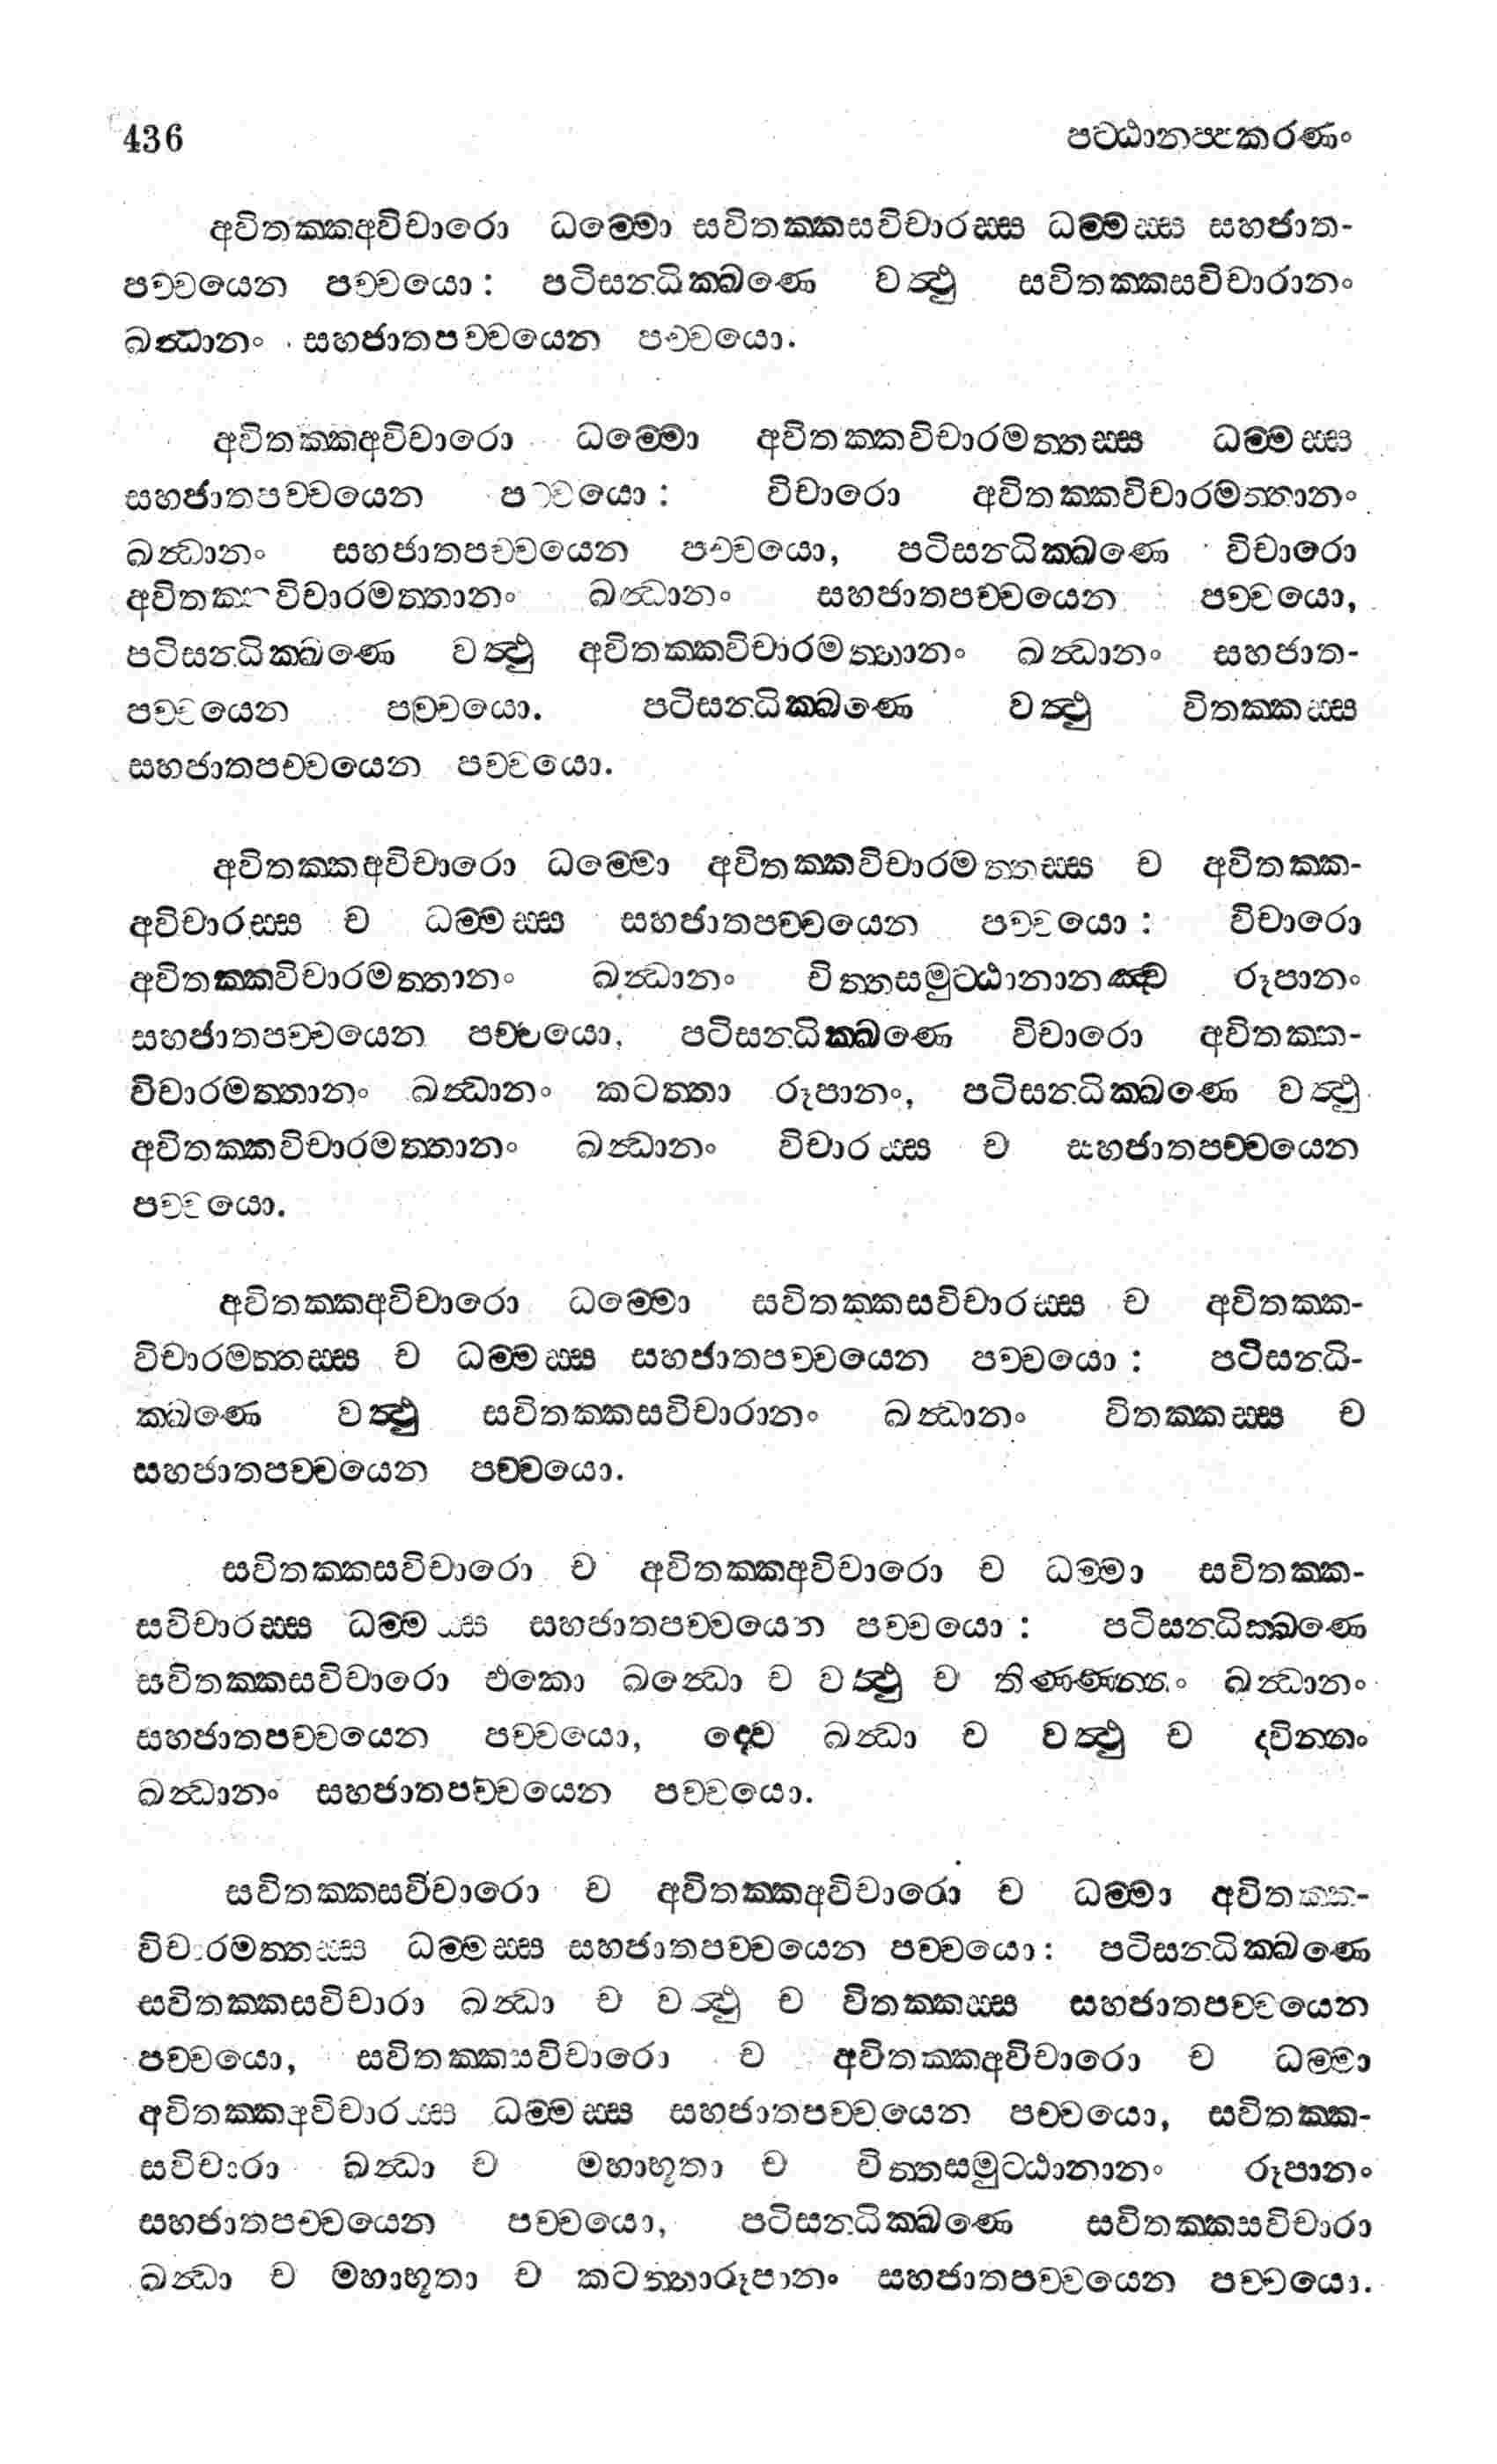 436 පට්ඨානප්පකරණං
අවිතක්කඅවිචාරො ධම්මො සවිතක්කසවිචාරස්ස ධම්මස්ස සහජාත-
පච්චයෙන පච්චයො: පටිසන්ධික්ඛණෙ වත්ථු සවිතක්කසවිචාරානං
ඛන්ධානං සහජාතපච්චයෙන පච්චයො.
අවිතක්කඅවිචාරො ධම්මො අවිතක්කවිචාරමත්තස්ස ධම්මස්ස
සහජාතපච්චයෙන පච්චයො: විචාරො අවිතක්කවිචාරමත්තානං
ඛන්ධානං සහජාතපච්චයෙන පච්චයො, පටිසන්ධික්ඛණෙ විචාරො
අවිතක්කවිචාරමත්තානං ඛන්ධානං සහජාතපච්චයෙන පච්චයො,
පටිසන්ධික්ඛණෙ වත්ථු අවිතක්කවිචාරමත්තානං ඛන්ධානං සහජාත-
පච්චයෙන පච්චයො. පටිසන්ධික්ඛණෙ වත්ථු විතක්කස්ස
සහජාතපච්චයෙන පච්චයො.
අවිතක්කඅවිචාරො ධම්මො අවිතක්කවිචාරමත්තස්ස ච අවිතක්ක-
අවිචාරස්ස ච ධම්මස්ස සහජාතපච්චයෙන පච්චයො: විචාරො
අවිතක්කවිචාරමත්තානං ඛන්ධානං චිත්තසමුට්ඨානානඤ්ච රූපානං
සහජාතපච්චයෙන පච්චයො, පටිසන්ධික්ඛණෙ විචාරො අවිතක්ක-
විචාරමත්තානං ඛන්ධානං කටත්තා රූපානං, පටිසන්ධික්ඛණෙ වත්ථු
අවිතක්කවිචාරමත්තානං ඛන්ධානං විචාරස්ස ච සහජාතපච්චයෙන
පච්චයො.
අවිතක්කඅවිචාරො ධම්මො සවිතක්කසවිචාරස්ස ච අවිතක්ක-
විචාරමත්තස්ස ච ධම්මස්ස සහජාතපච්චයෙන පච්චයො: පටිසන්ධි-
ක්ඛණෙ වත්ථු සවිතක්කසවිචාරානං ඛන්ධානං විතක්කස්ස ච
සහජාතපච්චයෙන පච්චයො.
සවිතක්කසවිචාරො ච අවිතක්කඅවිචාරො ච ධම්මා සවිතක්ක-
සවිචාරස්ස ධම්මස්ස සහජාතපච්චයෙන පච්චයො: පටිසන්ධික්ඛණෙ
සවිතක්කසවිචාරො එකො ඛන්ධො ච වත්ථු ච තිණ්ණන්නං ඛන්ධානං
සහජාතපච්චයෙන පච්චයො, ද්වෙ ඛන්ධා ච වත්ථු ච ද්වින්නං
ඛන්ධානං සහජාතපච්චයෙන පච්චයො.
සවිතක්කසවිචාරො ච අවිතක්කඅවිචාරො ච ධම්මා අවිතක්ක-
විචාරමත්තස්ස ධම්මස්ස සහජාතපච්චයෙන පච්චයො: පටිසන්ධික්ඛණෙ
සවිතක්කසවිචාරා ඛන්ධා ච වත්ථු ච විතක්කස්ස සහජාතපච්චයෙන
පච්චයො, සවිතක්කසවිචාරො ච අවිතක්කඅවිචාරො ච ධම්මා
අවිතක්කඅවිචාරස්ස ධම්මස්ස සහජාතපච්චයෙන පච්චයො, සවිතක්ක-
සවිචාරා ඛන්ධා ච මහාභූතා ච චිත්තසමුට්ඨානානං රූපානං
සහජාතපච්චයෙන පච්චයො, පටිසන්ධික්ඛණෙ සවිතක්කසවිචාරා
ඛන්ධා ච මහාභූතා ච කටත්තාරූපානං සහජාතපච්චයෙන පච්චයො.